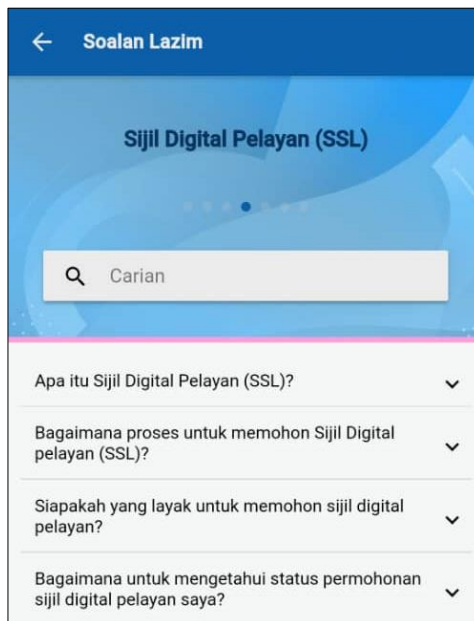 Soalan Lazim
Sijil Digital Pelayan (SSL)
Carian
Apa itu Sijil Digital Pelayan (SSL)?
Bagaimana proses untuk memohon Sijil Digital
pelayan (SSL)?
Siapakah yang layak untuk memohon sijil digital
pelayan?
Bagaimana untuk mengetahui status permohonan
sijil digital pelayan saya?